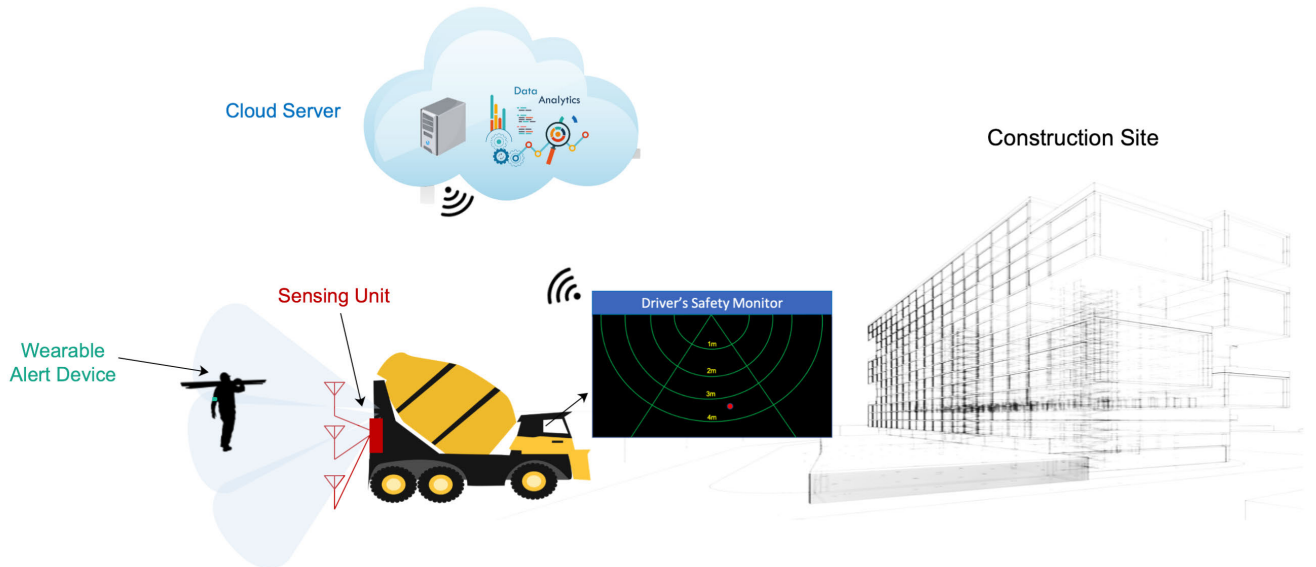 Cloud Server
Data
Analytics
Construction Site
Sensing Unit
Driver's Safety Monitor
1m
2m
3m
4m
Wearable
Alert Device